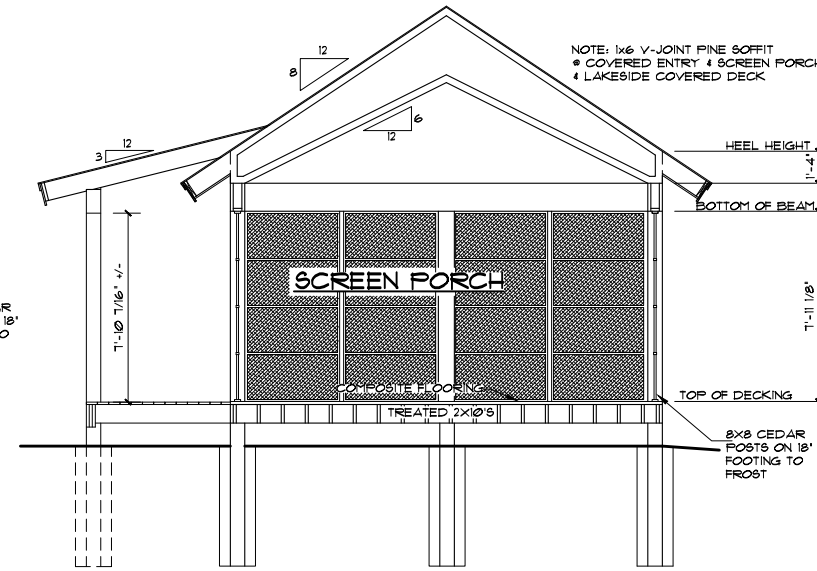 12
8
NOTE: 1x6 V-JOINT PINE SOFFIT
@ COVERED ENTRY & SCREEN PORCH
& LAKESIDE COVERED DECK
12
3
6
12
HEEL HEIGHT
1'-4"
BOTTOM OF BEAM
SCREEN PORCH
7'-10 7/16" +/-
7'-11 1/8"
18"
COMPOSITE FLOORING
TOP OF DECKING
TREATED 2X10'S
8X8 CEDAR
POSTS ON 18"
FOOTING TO
FROST